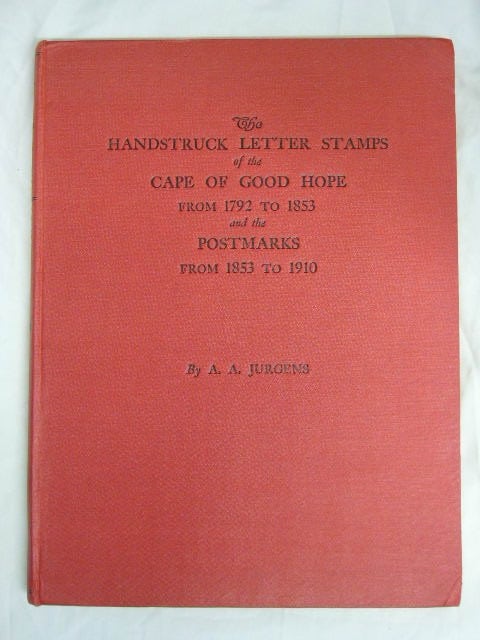 The
HANDSTRUCK LETTER STAMPS
of the
CAPE OF GOOD HOPE
FROM 1792 TO 1853
and the
POSTMARKS
FROM 1853 TO 1910
By A. A. JURGENS